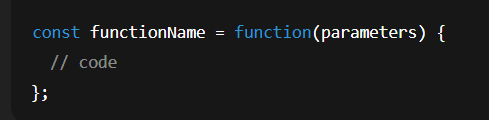 const functionName = function(parameters) {
  // code
};